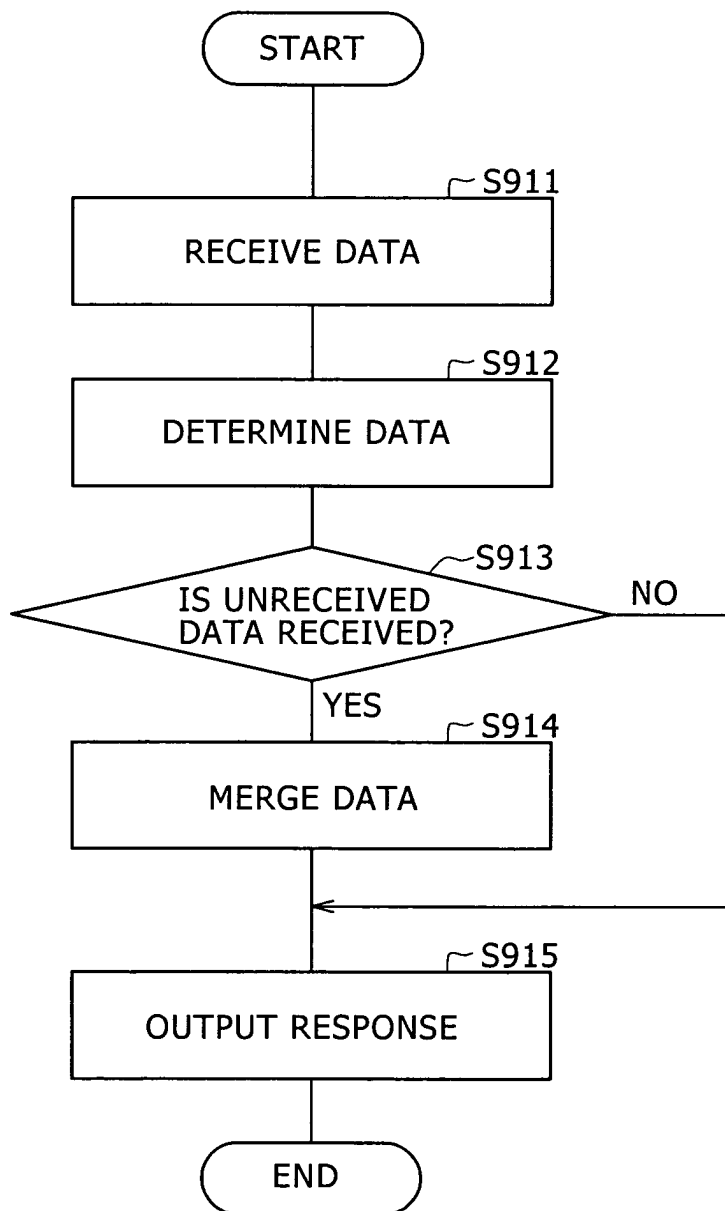 START
S911
RECEIVE DATA
S912
DETERMINE DATA
S913
IS UNRECEIVED
DATA RECEIVED?
NO
YES
S914
MERGE DATA
S915
OUTPUT RESPONSE
END